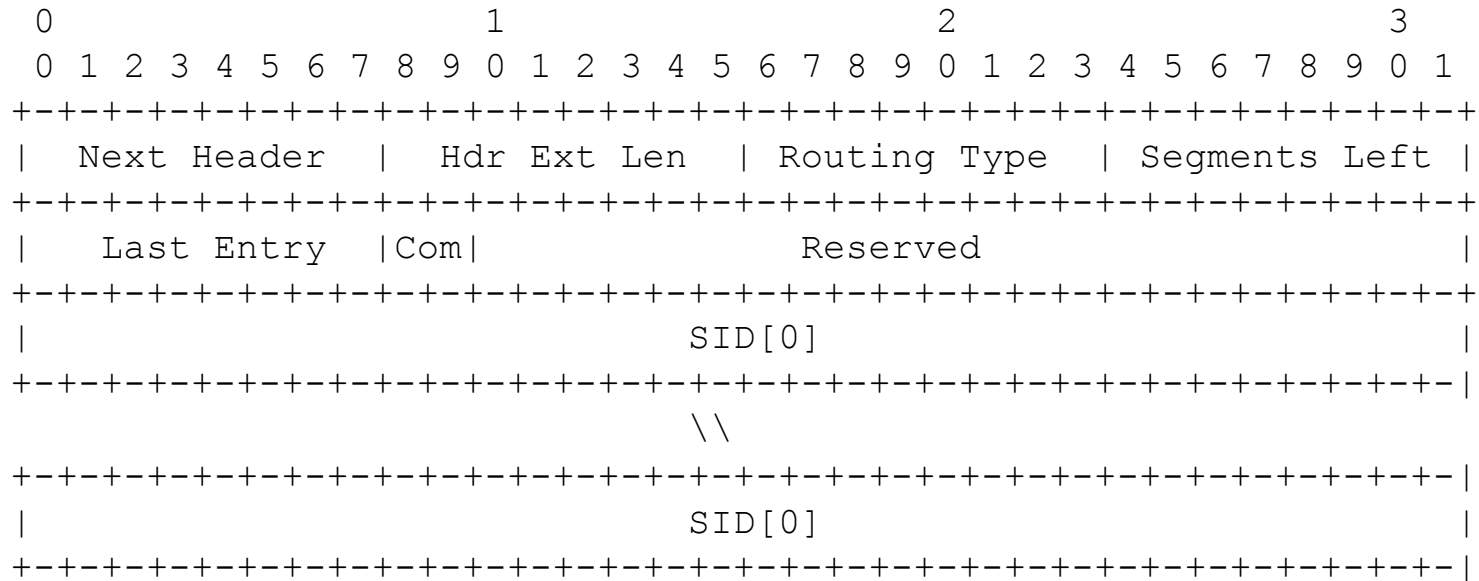 0                   1                   2                   3
 0 1 2 3 4 5 6 7 8 9 0 1 2 3 4 5 6 7 8 9 0 1 2 3 4 5 6 7 8 9 0 1
+-+-+-+-+-+-+-+-+-+-+-+-+-+-+-+-+-+-+-+-+-+-+-+-+-+-+-+-+-+-+-+-+
|  Next Header  |  Hdr Ext Len  | Routing Type  | Segments Left |
+-+-+-+-+-+-+-+-+-+-+-+-+-+-+-+-+-+-+-+-+-+-+-+-+-+-+-+-+-+-+-+-+
|   Last Entry  |Com|              Reserved                     |
+-+-+-+-+-+-+-+-+-+-+-+-+-+-+-+-+-+-+-+-+-+-+-+-+-+-+-+-+-+-+-+-+
|                             SID[0]                            |
+-+-+-+-+-+-+-+-+-+-+-+-+-+-+-+-+-+-+-+-+-+-+-+-+-+-+-+-+-+-+-+-|
                              \\
+-+-+-+-+-+-+-+-+-+-+-+-+-+-+-+-+-+-+-+-+-+-+-+-+-+-+-+-+-+-+-+-|
|                             SID[0]                            |
+-+-+-+-+-+-+-+-+-+-+-+-+-+-+-+-+-+-+-+-+-+-+-+-+-+-+-+-+-+-+-+-|